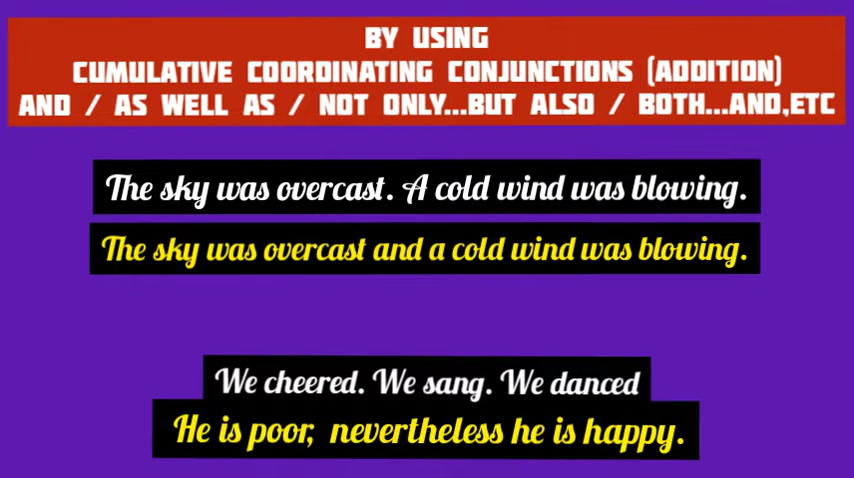 BY USING
CUMULATIVE COORDINATING CONJUNCTIONS (ADDITION)
AND / AS WELL AS / NOT ONLY...BUT ALSO / BOTH...AND,ETC
The sky was overcast. A cold wind was blowing.
The sky was overcast and a cold wind was blowing.
We cheered. We sang. We danced
He is poor; nevertheless he is happy.